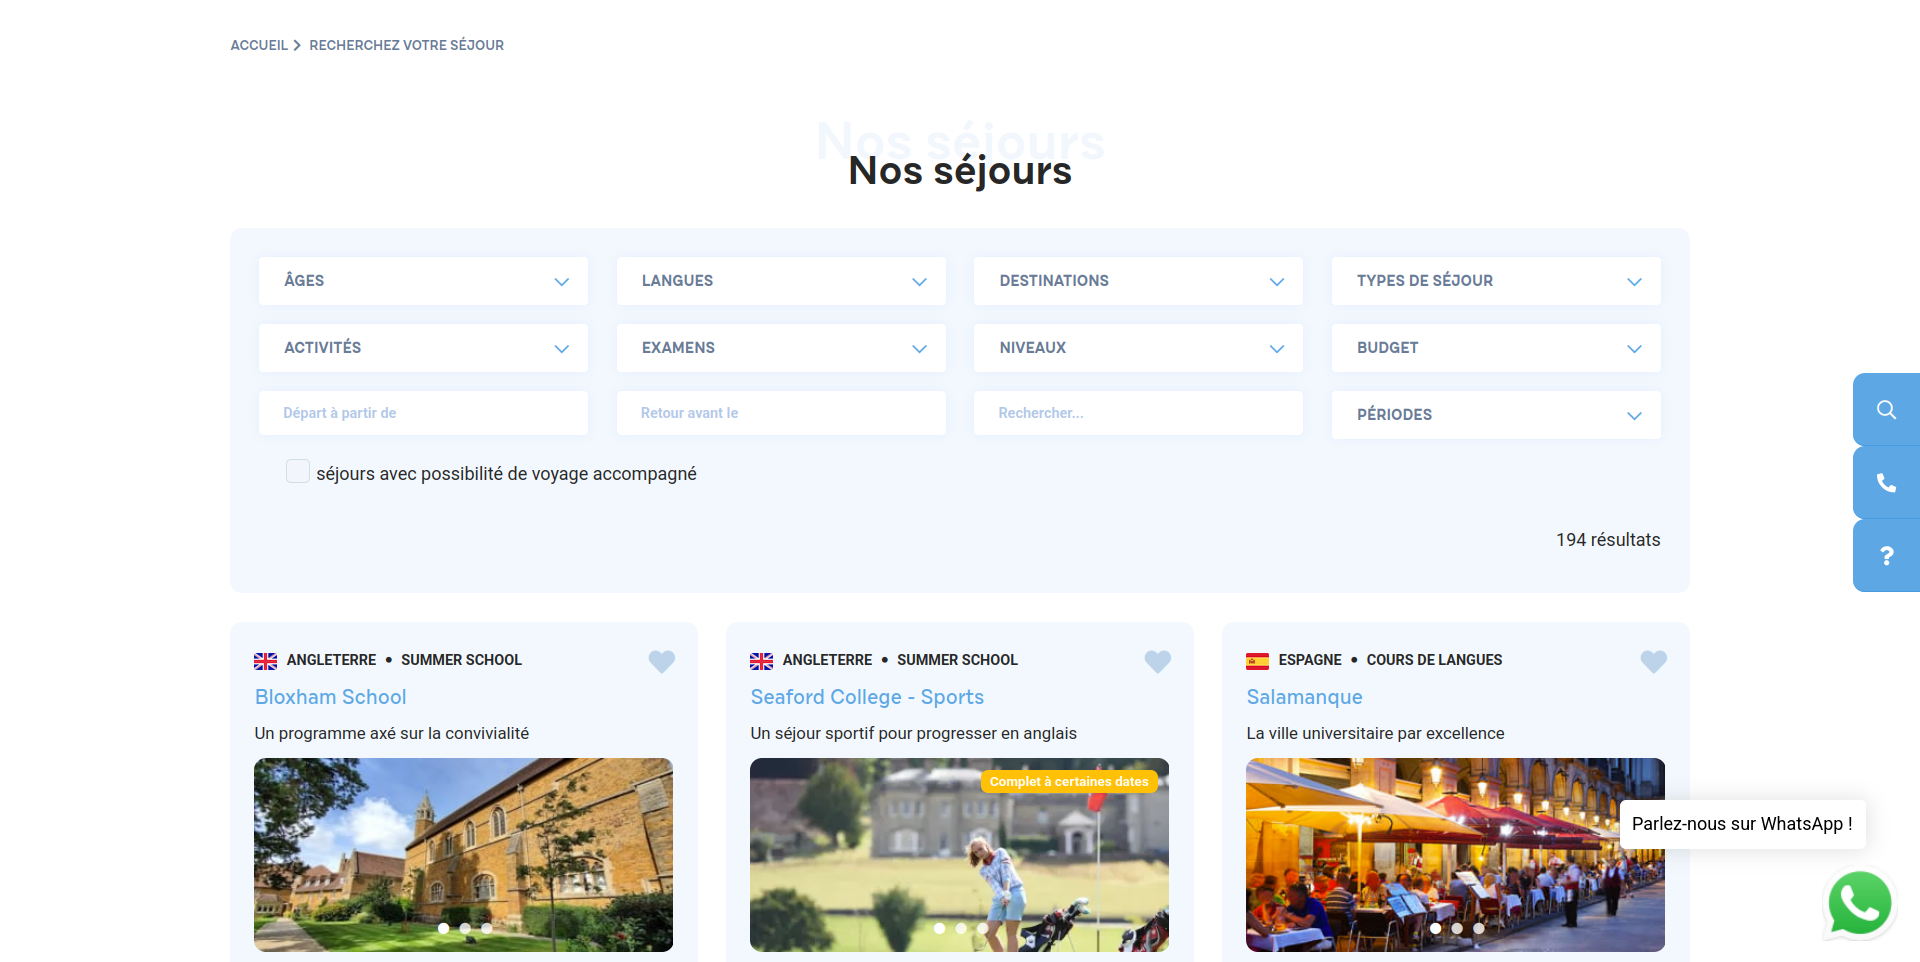 ACCUEIL RECHERCHEZ VOTRE SÉJOUR
Nos séjours
Nos séjours
ÂGES
LANGUES
DESTINATIONS
TYPES DE SÉJOUR
ACTIVITÉS
EXAMENS
NIVEAUX
BUDGET
Départ à partir de
Retour avant le
Rechercher...
PÉRIODES
séjours avec possibilité de voyage accompagné
194 résultats
ANGLETERRE • SUMMER SCHOOL
Bloxham School
Un programme axé sur la convivialité
ANGLETERRE • SUMMER SCHOOL
Seaford College - Sports
Un séjour sportif pour progresser en anglais
Complet à certaines dates
ESPAGNE • COURS DE LANGUES
Salamanque
La ville universitaire par excellence
Parlez-nous sur WhatsApp !